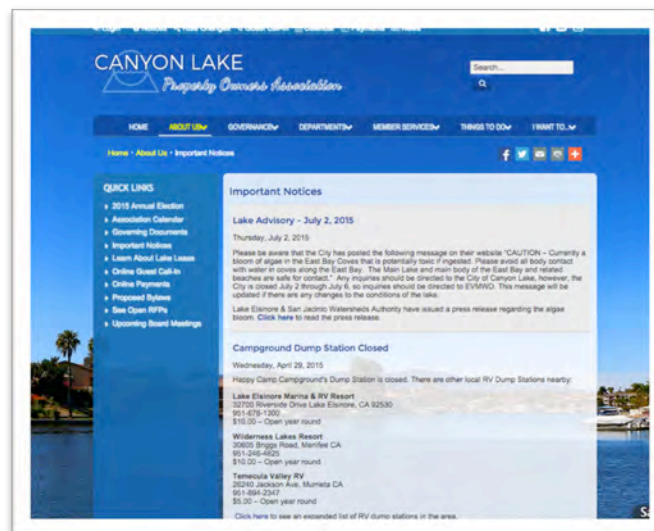 Login Notices Gate Changes Guest Call-In Calendar Payments News
CANYON LAKE
Property Owners Association
Search...
HOME ABOUT US GOVERNANCE DEPARTMENTS MEMBER SERVICES THINGS TO DO I WANT TO...
Home • About Us • Important Notices
QUICK LINKS
2015 Annual Election
Association Calendar
Governing Documents
Important Notices
Learn About Lake Lease
Online Guest Call-In
Online Payments
Proposed Bylaws
See Open RFPs
Upcoming Board Meetings
Important Notices
Lake Advisory - July 2, 2015
Thursday, July 2, 2015
Please be aware that the City has posted the following message on their website "CAUTION – Currently a
bloom of algae in the East Bay Coves that is potentially toxic if ingested. Please avoid all body contact
with water in coves along the East Bay. The Main Lake and main body of the East Bay and related
beaches are safe for contact." Any inquiries should be directed to the City of Canyon Lake, however, the
City is closed July 2 through July 6, so inquiries should be directed to EVMWD. This message will be
updated if there are any changes to the conditions of the lake.
Lake Elsinore & San Jacinto Watersheds Authority have issued a press release regarding the algae
bloom. Click here to read the press release.
Campground Dump Station Closed
Wednesday, April 29, 2015
Happy Camp Campground's Dump Station is closed. There are other local RV Dump Stations nearby:
Lake Elsinore Marina & RV Resort
32700 Riverside Drive Lake Elsinore, CA 92530
951-678-1300
$10.00 – Open year round
Wilderness Lakes Resort
30605 Briggs Road, Menifee CA
951-246-4825
$10.00 – Open year round
Temecula Valley RV
26240 Jackson Ave, Murrieta CA
951-894-2347
$5.00 – Open year round
Click here to see an expanded list of RV dump stations in the area.